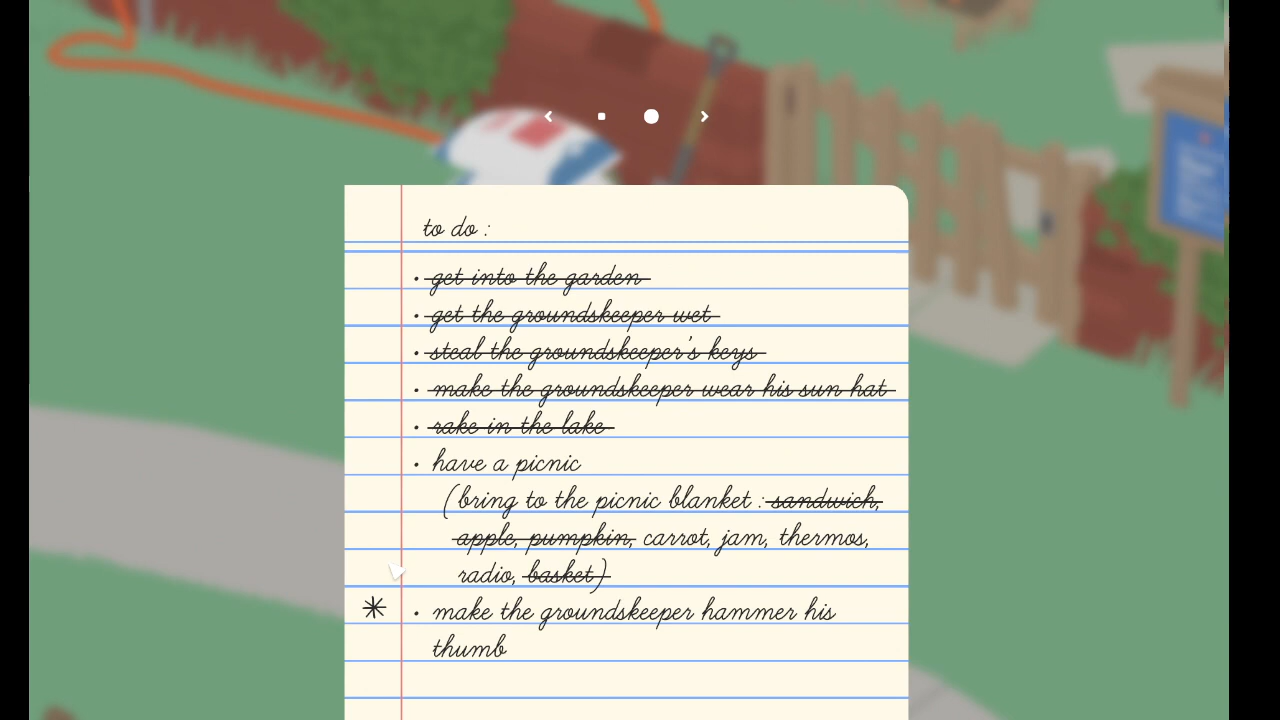 to do :
• get into the garden
• get the groundskeeper wet
• steal the groundskeeper's keys
• make the groundskeeper wear his sun hat
• rake in the lake
• have a picnic
(bring to the picnic blanket : sandwich,
apple, pumpkin, carrot, jam, thermos,
radio, basket)
• make the groundskeeper hammer his
thumb